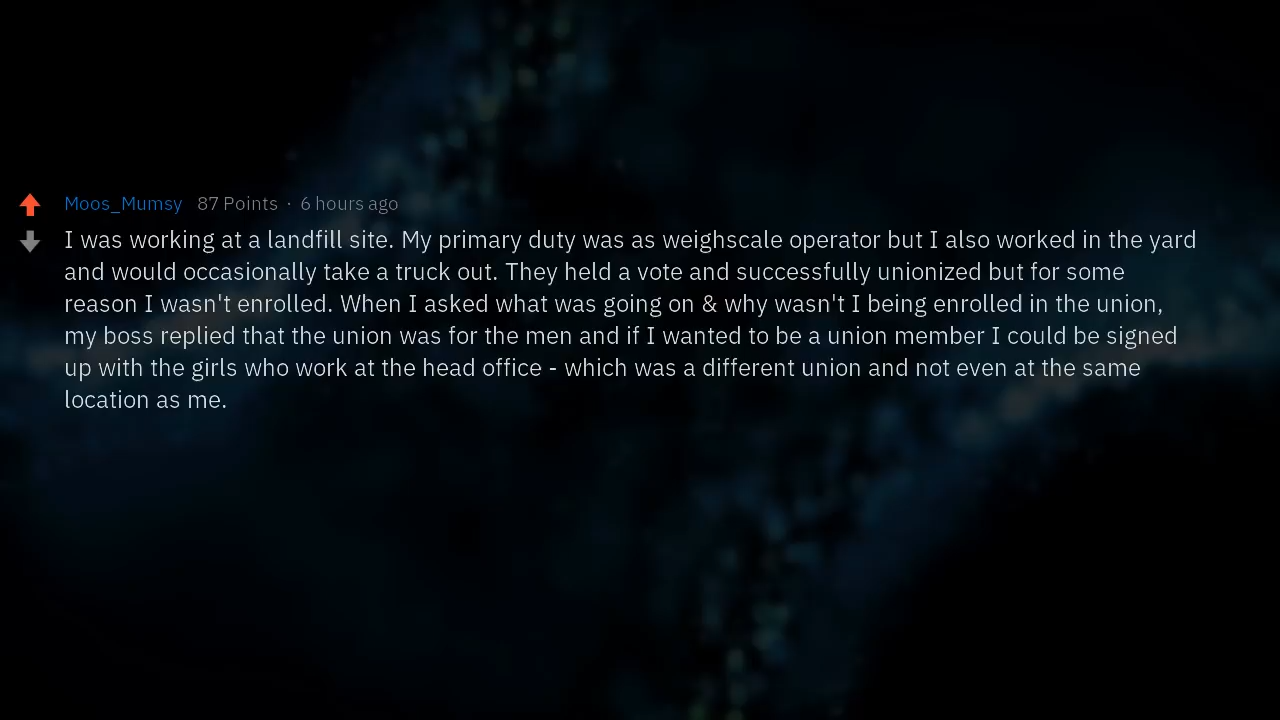 Moos_Mumsy 87 Points · 6 hours ago
I was working at a landfill site. My primary duty was as weighscale operator but I also worked in the yard
and would occasionally take a truck out. They held a vote and successfully unionized but for some
reason I wasn't enrolled. When I asked what was going on & why wasn't I being enrolled in the union,
my boss replied that the union was for the men and if I wanted to be a union member I could be signed
up with the girls who work at the head office - which was a different union and not even at the same
location as me.